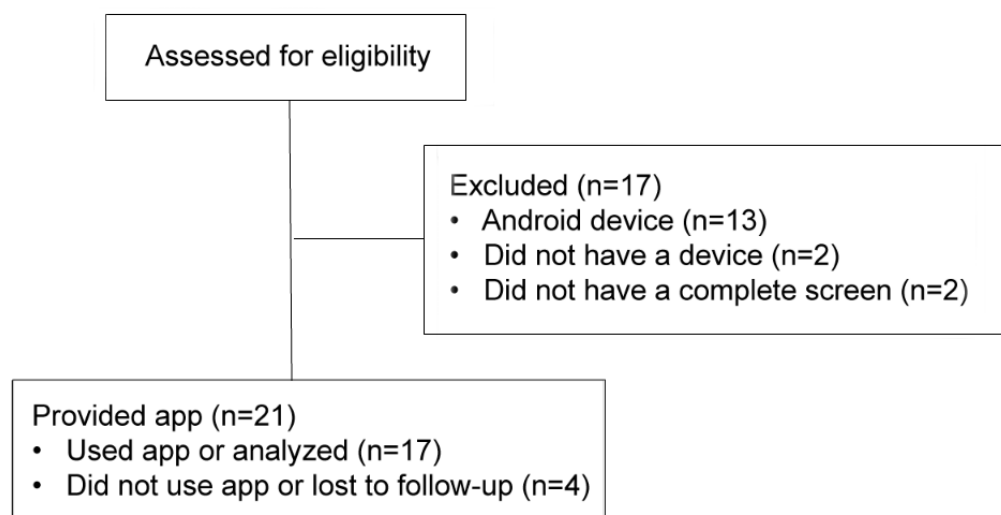 Assessed for eligibility
Excluded (n=17)
• Android device (n=13)
• Did not have a device (n=2)
• Did not have a complete screen (n=2)
Provided app (n=21)
• Used app or analyzed (n=17)
• Did not use app or lost to follow-up (n=4)